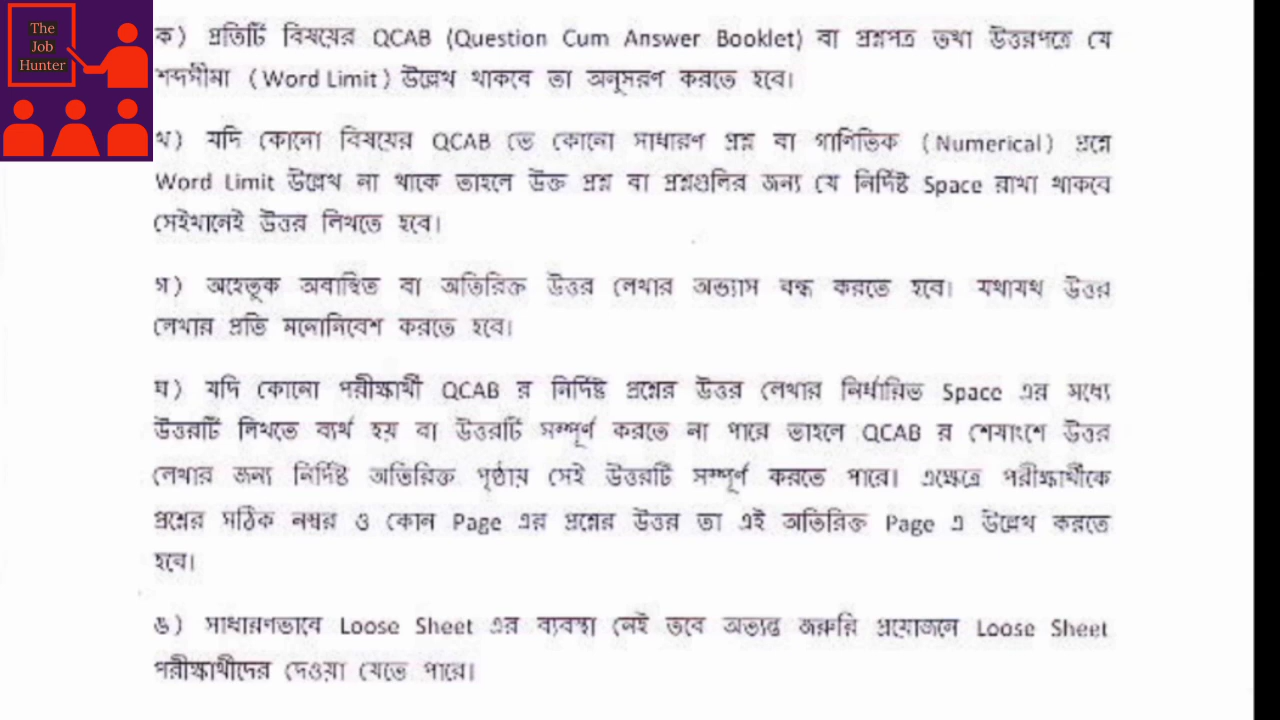 The
Job
Hunter
ক) প্রতিটি বিষয়ের QCAB (Question Cum Answer Booklet) বা প্রশ্নপত্র তথা উত্তরপত্রে যে
শব্দসীমা (Word Limit) উল্লেখ থাকবে তা অনুসরণ করতে হবে।
খ) যদি কোনো বিষয়ের QCAB তে কোনো সাধারণ প্রশ্ন বা গাণিতিক (Numerical) প্রশ্নে
Word Limit উল্লেখ না থাকে তাহলে উক্ত প্রশ্ন বা প্রশ্নগুলির জন্য যে নির্দিষ্ট Space রাখা থাকবে
সেইখানেই উত্তর লিখতে হবে।
গ) অহেতুক অবাঞ্ছিত বা অতিরিক্ত উত্তর লেখার অভ্যাস বন্ধ করতে হবে। যথাযথ উত্তর
লেখার প্রতি মনোনিবেশ করতে হবে।
ঘ) যদি কোনো পরীক্ষার্থী QCAB র নির্দিষ্ট প্রশ্নের উত্তর লেখার নির্ধারিত Space এর মধ্যে
উত্তরটি লিখতে ব্যর্থ হয় বা উত্তরটি সম্পূর্ণ করতে না পারে তাহলে QCAB র শেষাংশে উত্তর
লেখার জন্য নির্দিষ্ট অতিরিক্ত পৃষ্ঠায় সেই উত্তরটি সম্পূর্ণ করতে পারে। এক্ষেত্রে পরীক্ষার্থীকে
প্রশ্নের সঠিক নম্বর ও কোন Page এর প্রশ্নের উত্তর তা এই অতিরিক্ত Page এ উল্লেখ করতে
হবে।
ঙ) সাধারণভাবে Loose Sheet এর ব্যবস্থা নেই তবে অত্যন্ত জরুরি প্রয়োজনে Loose Sheet
পরীক্ষার্থীদের দেওয়া যেতে পারে।